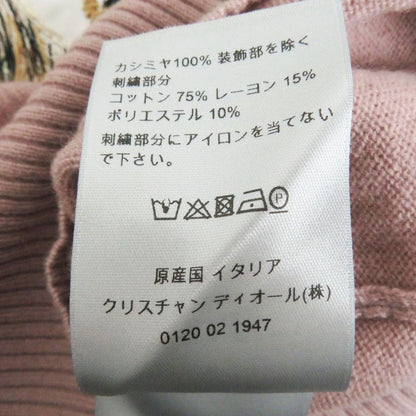 カシミヤ100% 装飾部を除く
刺繍部分
コットン 75% レーヨン 15%
ポリエステル 10%
刺繍部分にアイロンを当てない
で下さい。
原産国 イタリア
クリスチャン ディオール(株)
0120 02 1947